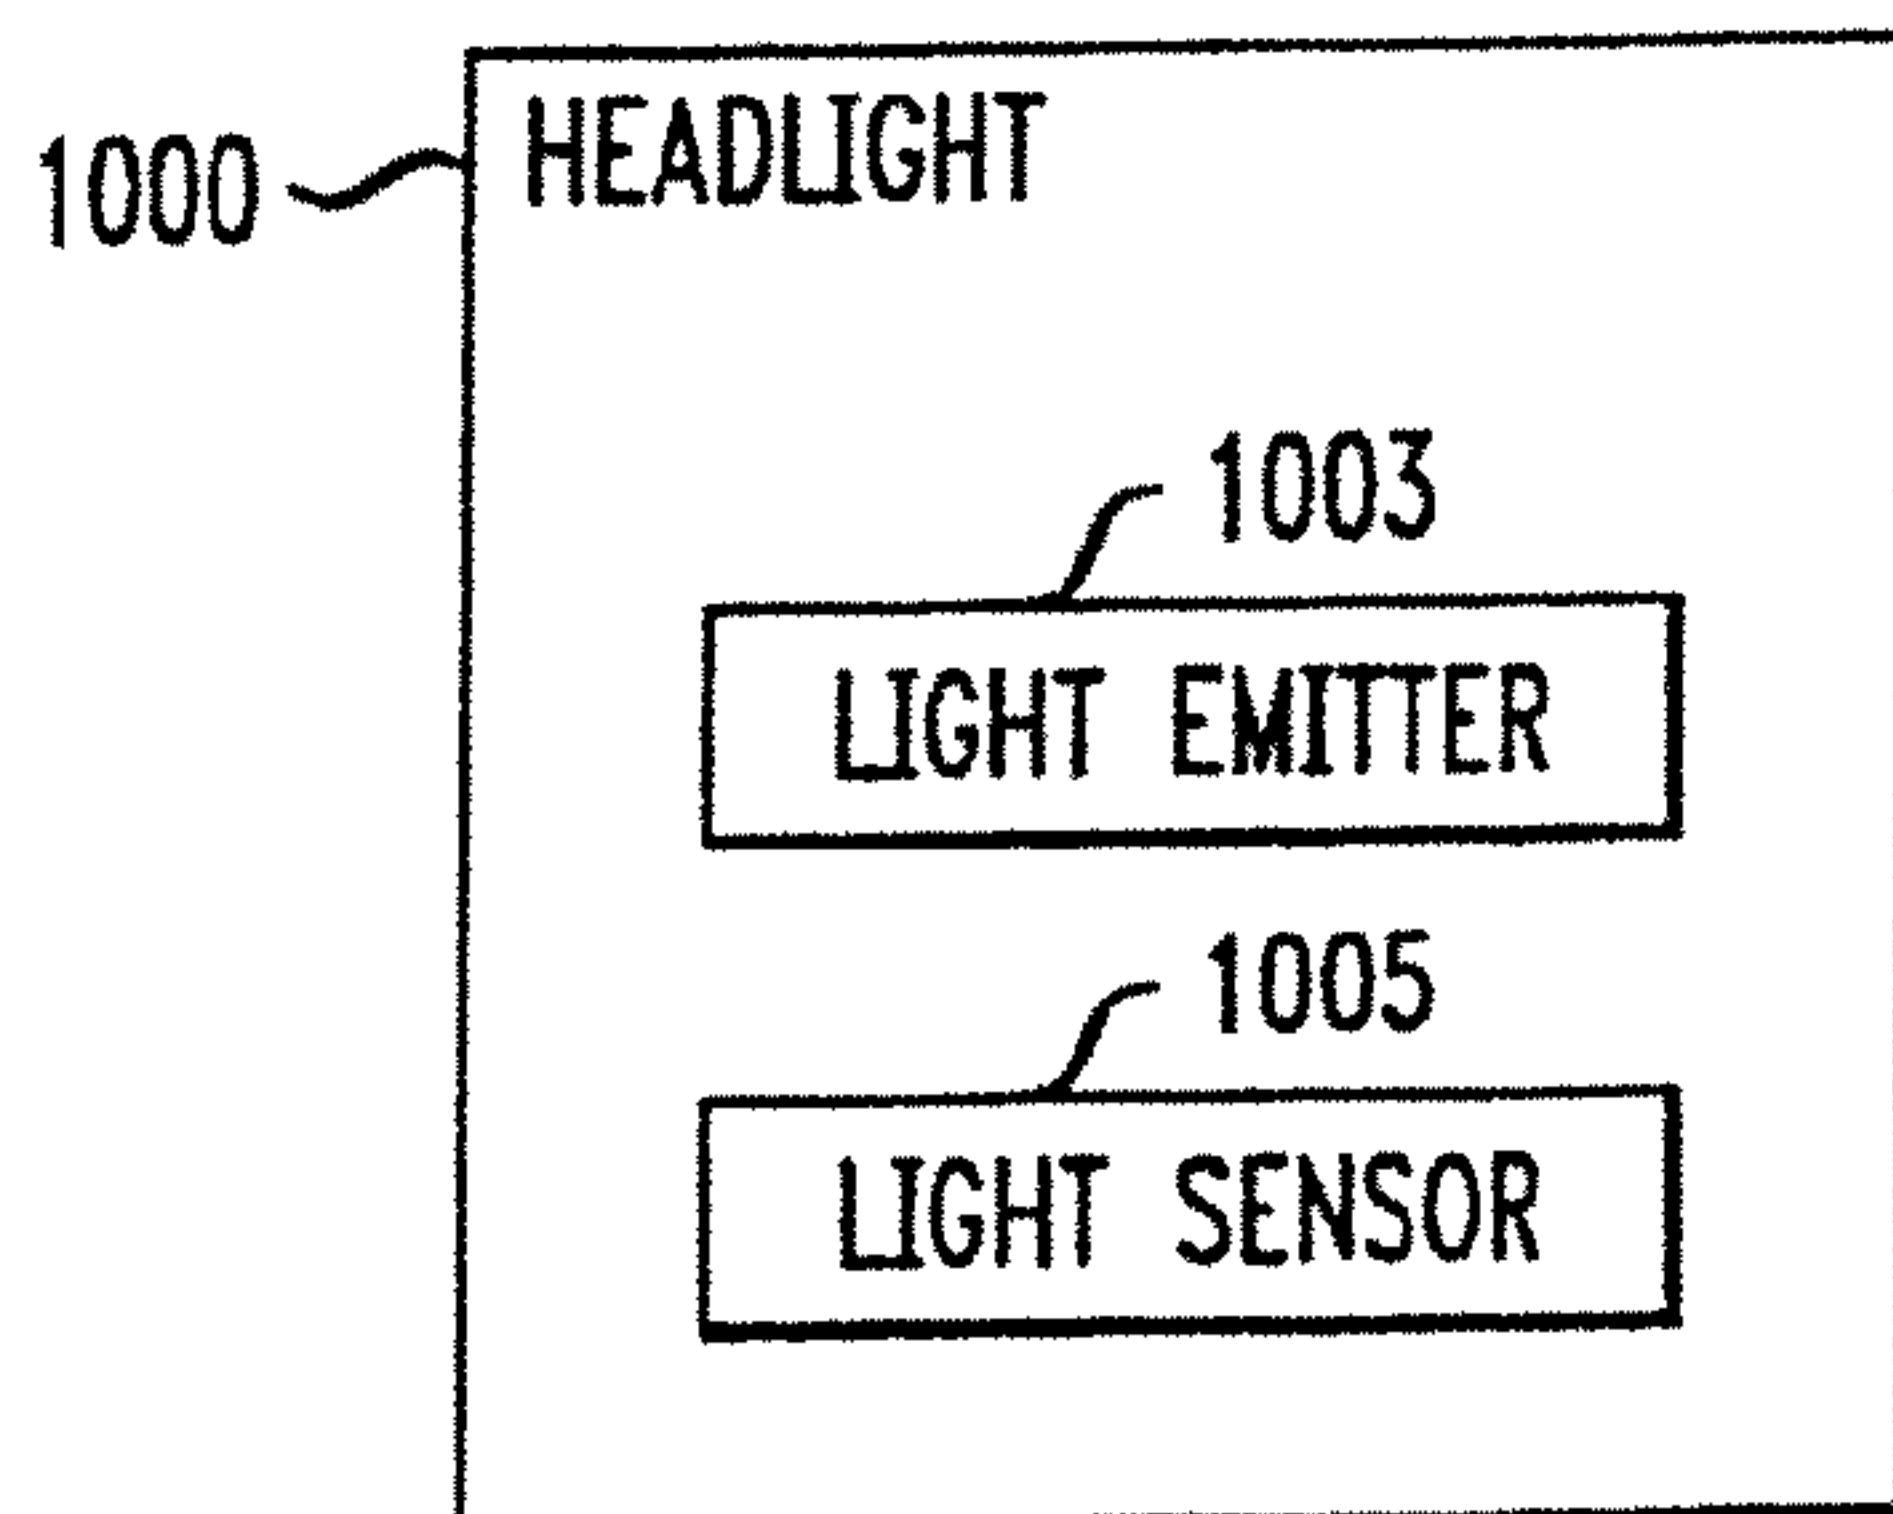 1000 HEADLIGHT
1003
LIGHT EMITTER
1005
LIGHT SENSOR